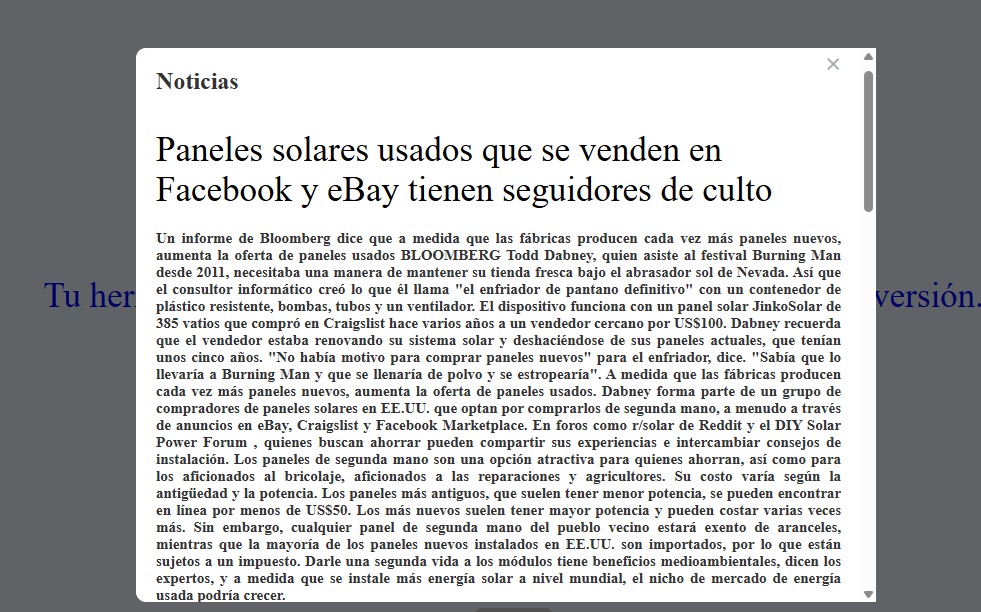 Noticias
Paneles solares usados que se venden en
Facebook y eBay tienen seguidores de culto
Un informe de Bloomberg dice que a medida que las fábricas producen cada vez más paneles nuevos,
aumenta la oferta de paneles usados BLOOMBERG Todd Dabney, quien asiste al festival Burning Man
desde 2011, necesitaba una manera de mantener su tienda fresca bajo el abrasador sol de Nevada. Así que
el consultor informático creó lo que él llama "el enfriador de pantano definitivo" con un contenedor de
plástico resistente, bombas, tubos y un ventilador. El dispositivo funciona con un panel solar JinkoSolar de
385 vatios que compró en Craigslist hace varios años a un vendedor cercano por US$100. Dabney recuerda
que el vendedor estaba renovando su sistema solar y deshaciéndose de sus paneles actuales, que tenían
unos cinco años. "No había motivo para comprar paneles nuevos" para el enfriador, dice. "Sabía que lo
llevaría a Burning Man y que se llenaría de polvo y se estropearía". A medida que las fábricas producen
cada vez más paneles nuevos, aumenta la oferta de paneles usados. Dabney forma parte de un grupo de
compradores de paneles solares en EE.UU. que optan por comprarlos de segunda mano, a menudo a través
de anuncios en eBay, Craigslist y Facebook Marketplace. En foros como r/solar de Reddit y el DIY Solar
Power Forum , quienes buscan ahorrar pueden compartir sus experiencias e intercambiar consejos de
instalación. Los paneles de segunda mano son una opción atractiva para quienes ahorran, así como para
los aficionados al bricolaje, aficionados a las reparaciones y agricultores. Su costo varía según la
antigüedad y la potencia. Los paneles más antiguos, que suelen tener menor potencia, se pueden encontrar
en línea por menos de US$50. Los más nuevos suelen tener mayor potencia y pueden costar varias veces
más. Sin embargo, cualquier panel de segunda mano del pueblo vecino estará exento de aranceles,
mientras que la mayoría de los paneles nuevos instalados en EE.UU. son importados, por lo que están
sujetos a un impuesto. Darle una segunda vida a los módulos tiene beneficios medioambientales, dicen los
expertos, y a medida que se instale más energía solar a nivel mundial, el nicho de mercado de energía
usada podría crecer.
Tu her versión.